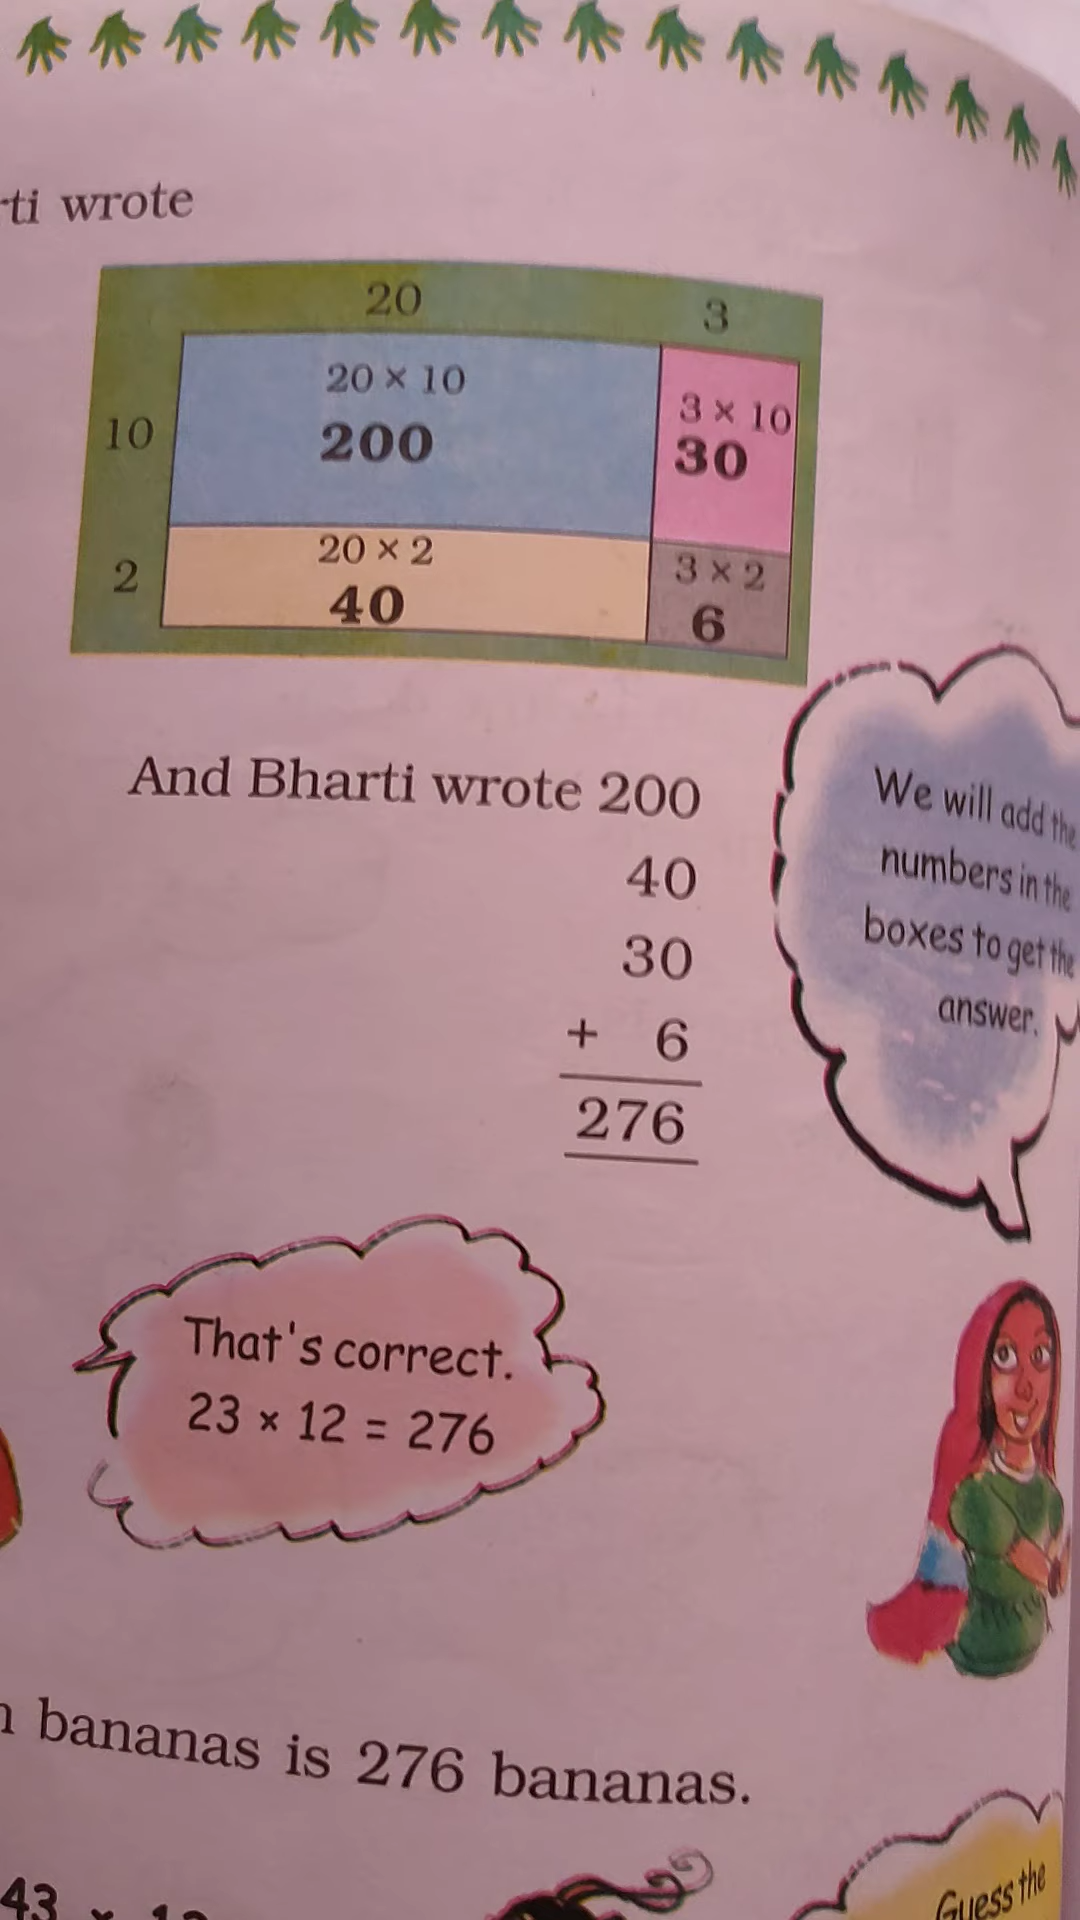 wrote
20 3
10 20 × 10 3 × 10
200 30
2 20 × 2 3 × 2
40 6
And Bharti wrote 200
40
30
+ 6
276
We will add the
numbers in the
boxes to get the
answer.
That's correct.
23 × 12 = 276
bananas is 276 bananas.
43 ×
Guess the